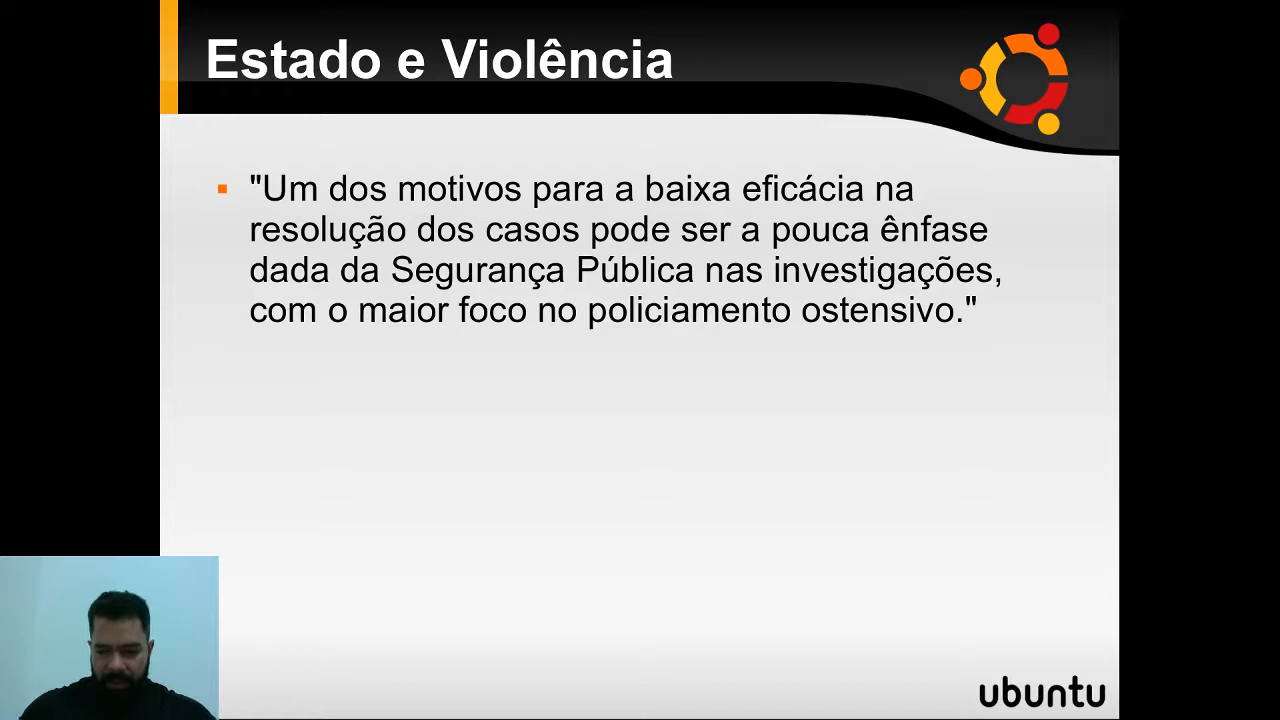 Estado e Violência
"Um dos motivos para a baixa eficácia na
resolução dos casos pode ser a pouca ênfase
dada da Segurança Pública nas investigações,
com o maior foco no policiamento ostensivo."
ubuntu